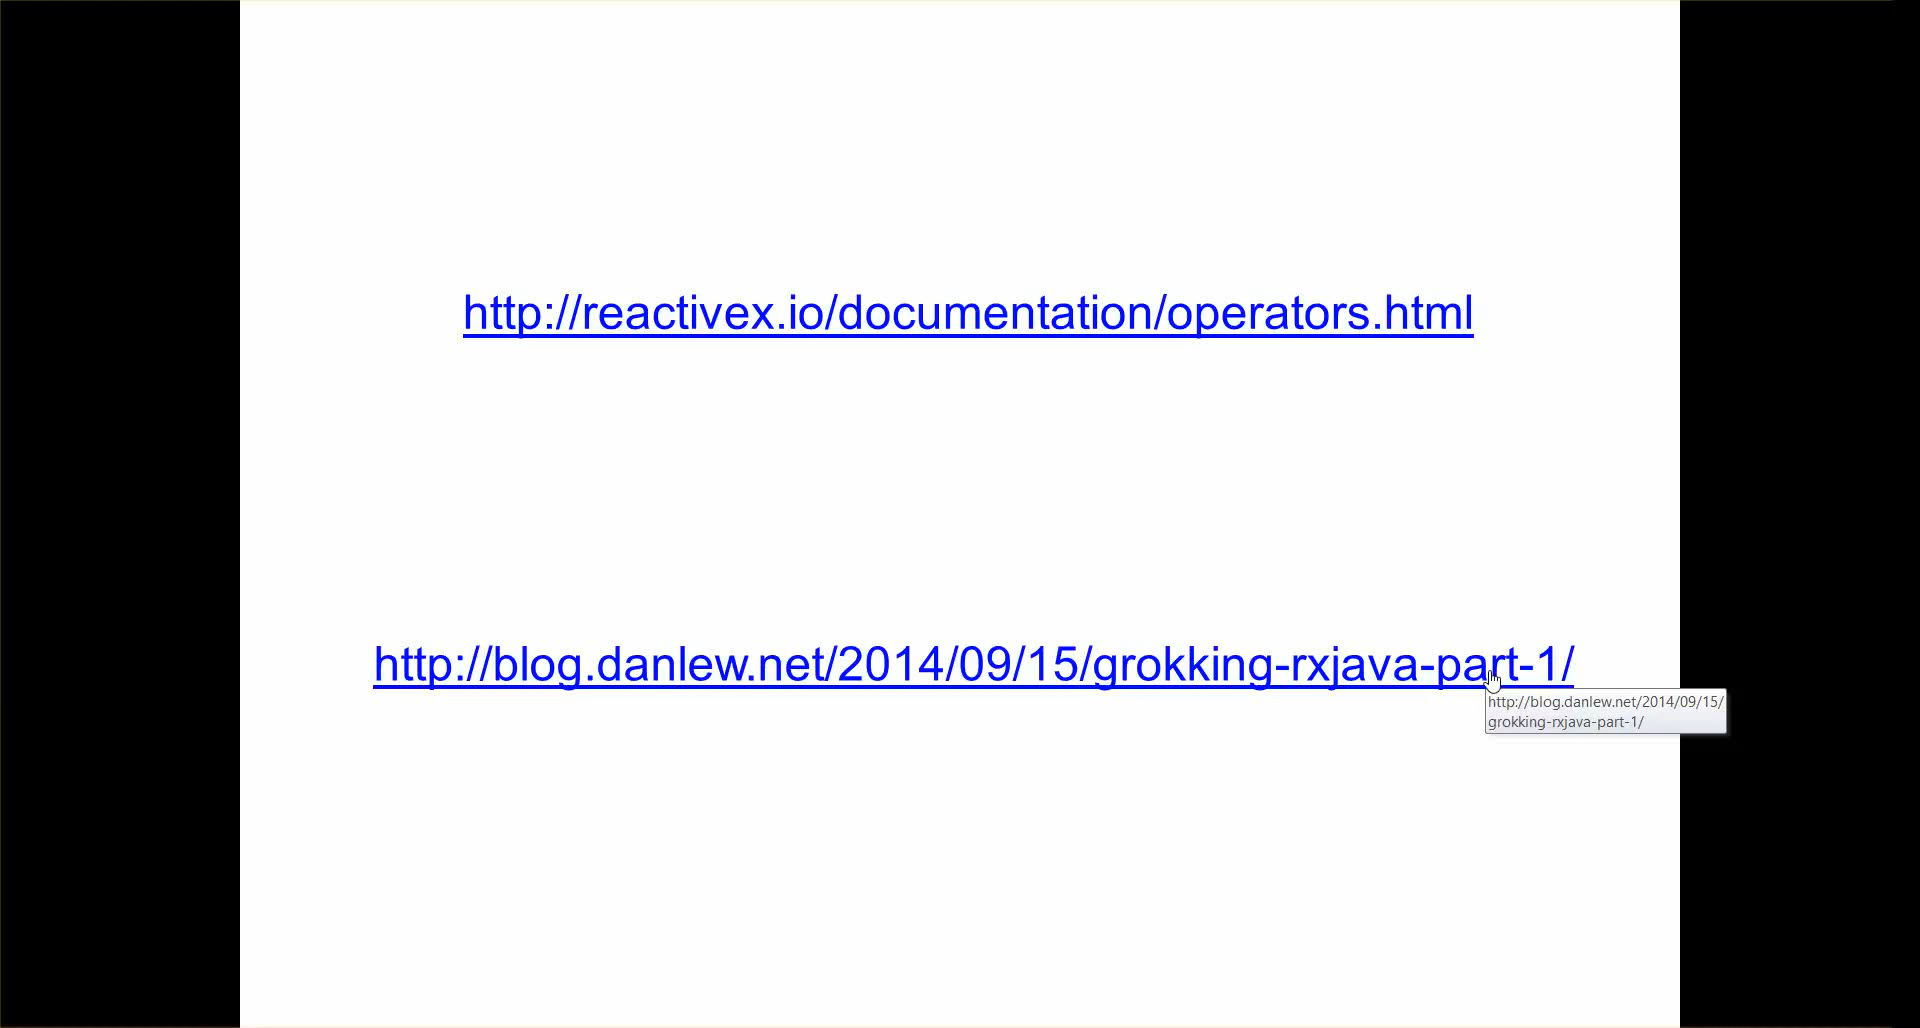 http://reactivex.io/documentation/operators.html
http://blog.danlew.net/2014/09/15/grokking-rxjava-part-1/
http://blog.danlew.net/2014/09/15/
grokking-rxjava-part-1/